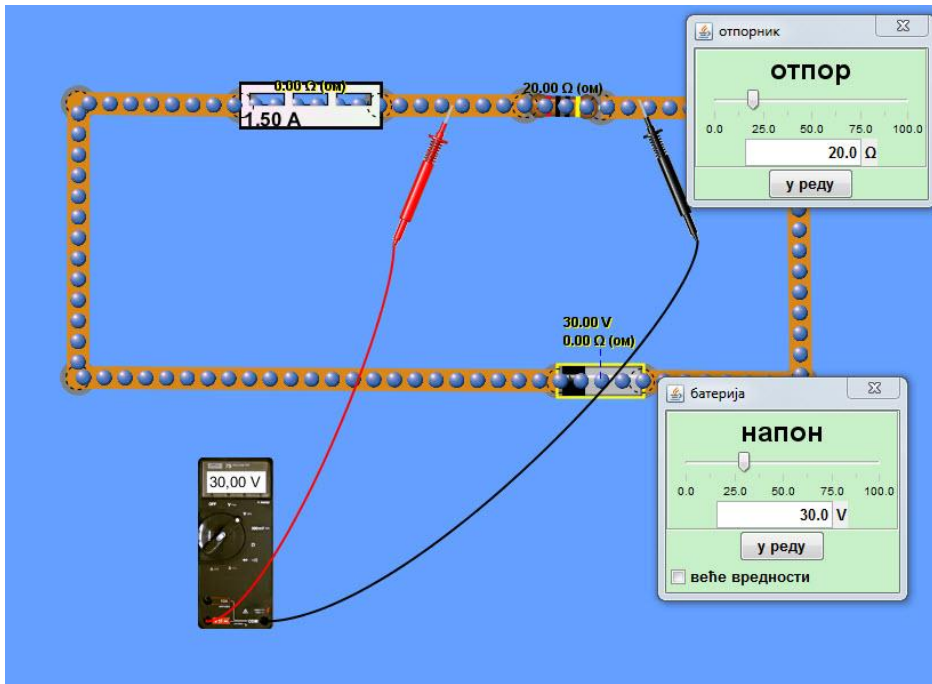 отпорник
отпор
0.0 25.0 50.0 75.0 100.0
20.0 Ω
у реду
0.00 Ω (ом)
1.50 A
20.00 Ω (ом)
30.00 V
0.00 Ω (ом)
батерија
напон
0.0 25.0 50.0 75.0 100.0
30.0 V
у реду
веће вредности
30,00 V
OFF